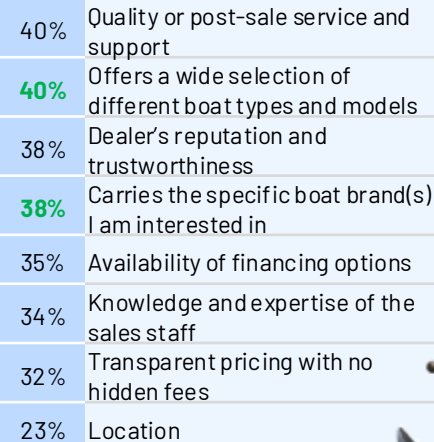 40% Quality or post-sale service and
support
40% Offers a wide selection of
different boat types and models
38% Dealer's reputation and
trustworthiness
38% Carries the specific boat brand(s)
I am interested in
35% Availability of financing options
34% Knowledge and expertise of the
sales staff
32% Transparent pricing with no
hidden fees
23% Location